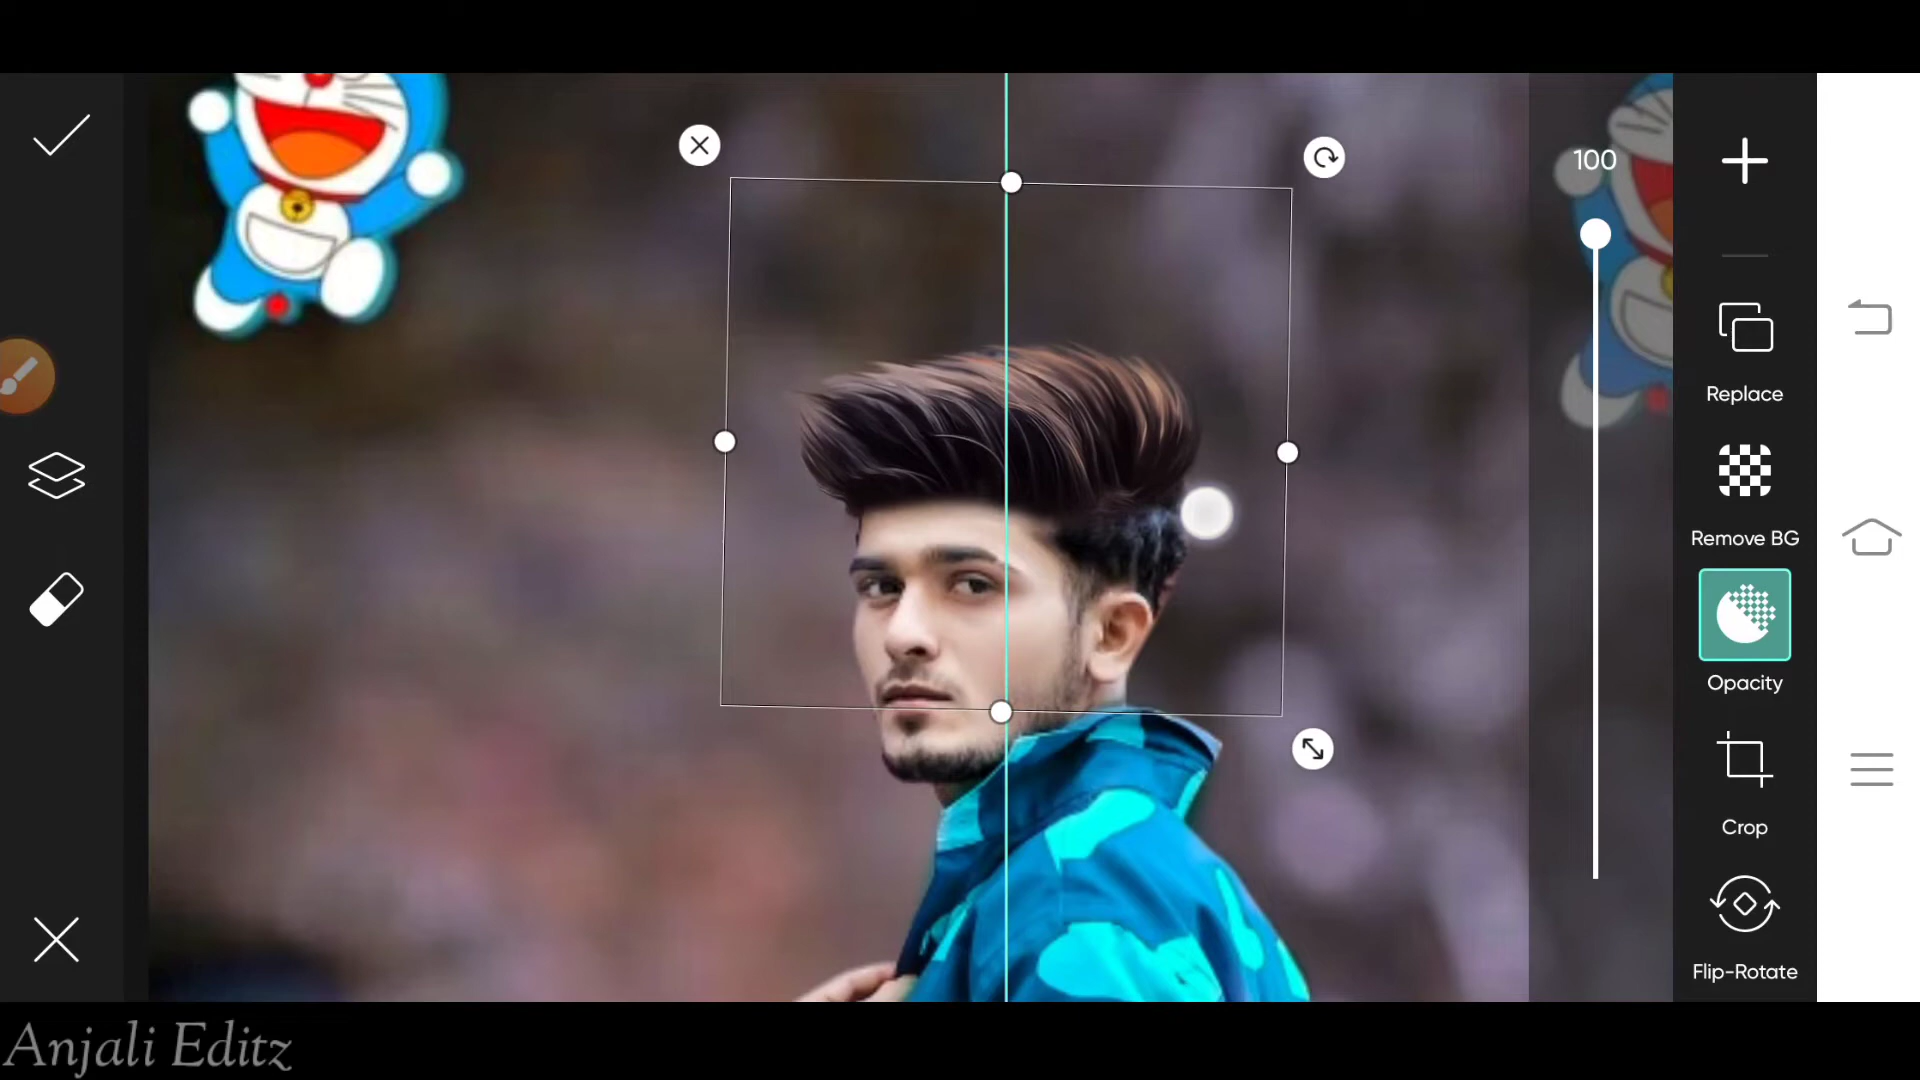 100
Replace
Remove BG
Opacity
Crop
Flip-Rotate
Anjali Editz